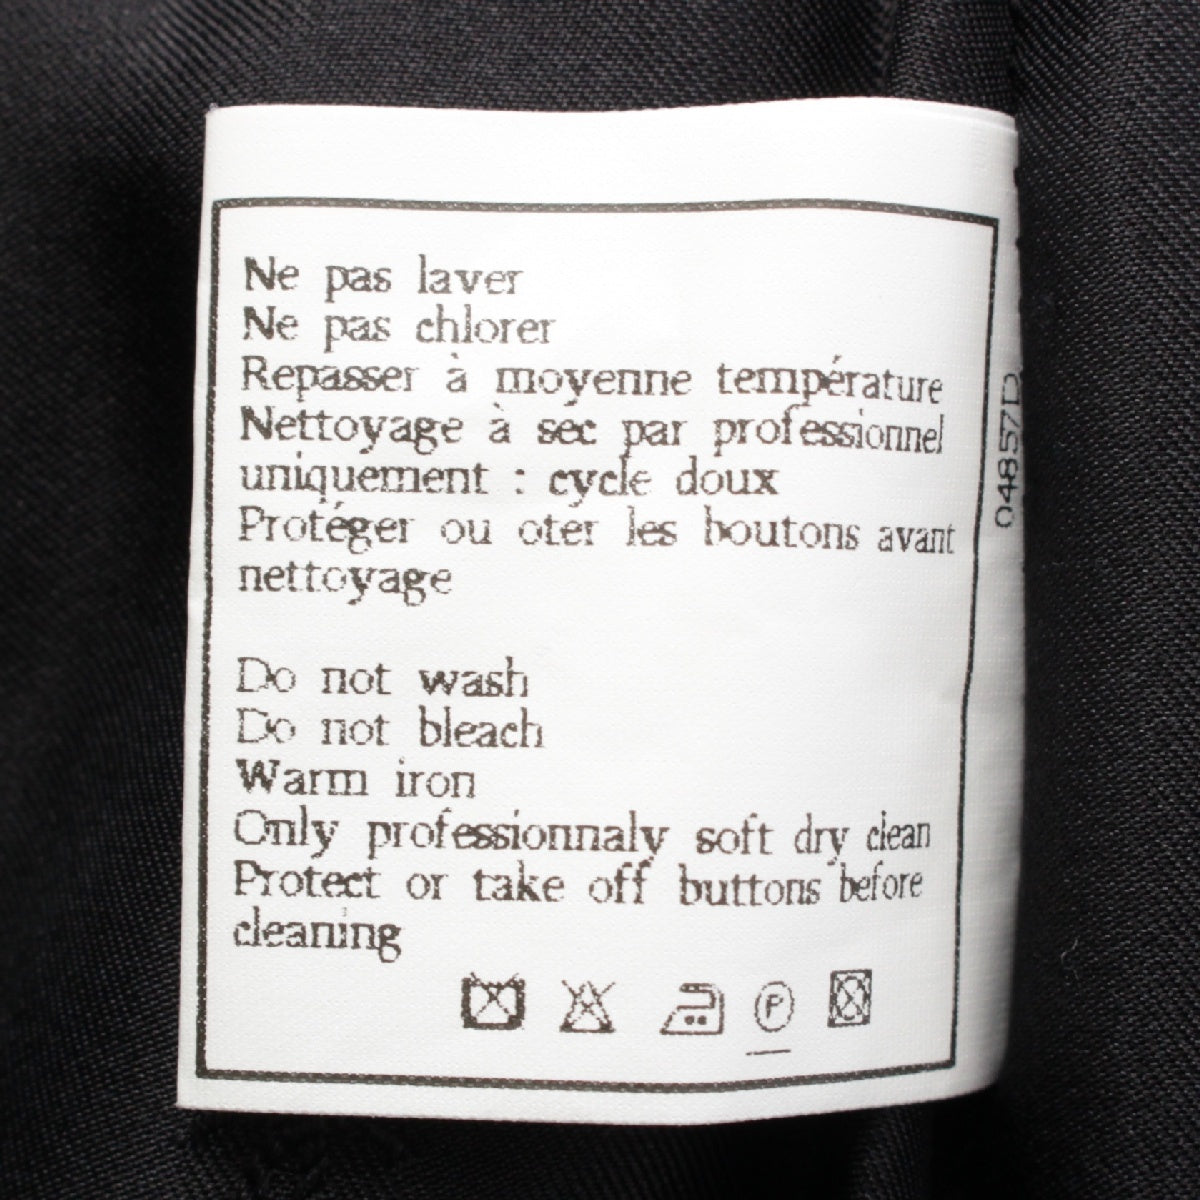 Ne pas laver
Ne pas chlorer
Repasser à moyenne température
Nettoyage à sec par professionnel
uniquement : cycle doux
Protéger ou oter les boutons avant
nettoyage
Do not wash
Do not bleach
Warm iron
Only professionnaly soft dry clean
Protect or take off buttons before
cleaning
P
04857D